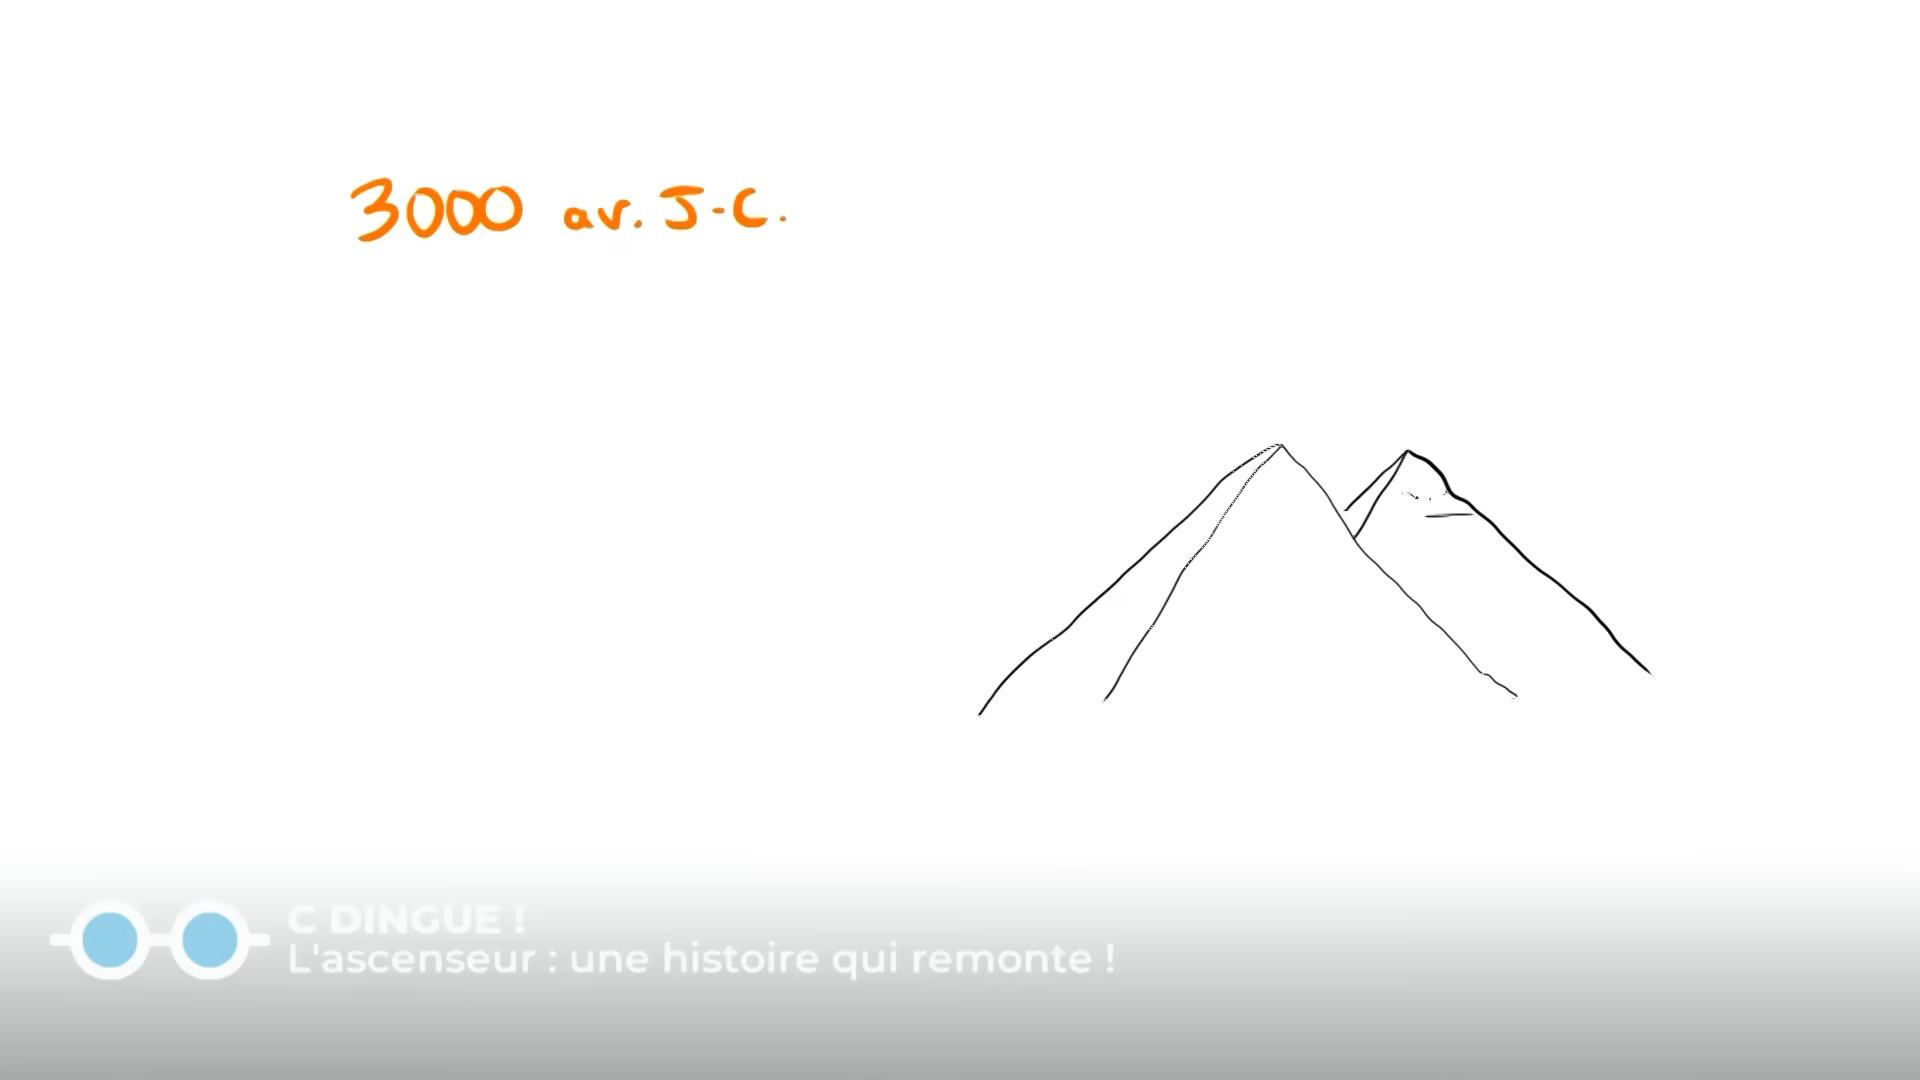 3000 av. J-C.
C DINGUE !
L'ascenseur : une histoire qui remonte !